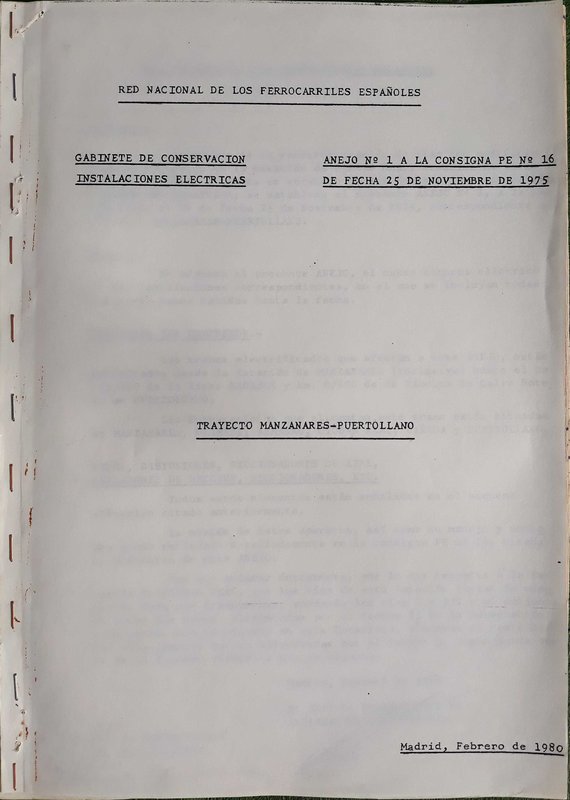 RED NACIONAL DE LOS FERROCARRILES ESPAÑOLES
GABINETE DE CONSERVACION
INSTALACIONES ELECTRICAS
ANEJO Nº 1 A LA CONSIGNA PE Nº 16
DE FECHA 25 DE NOVIEMBRE DE 1975
TRAYECTO MANZANARES-PUERTOLLANO
Madrid, Febrero de 1980